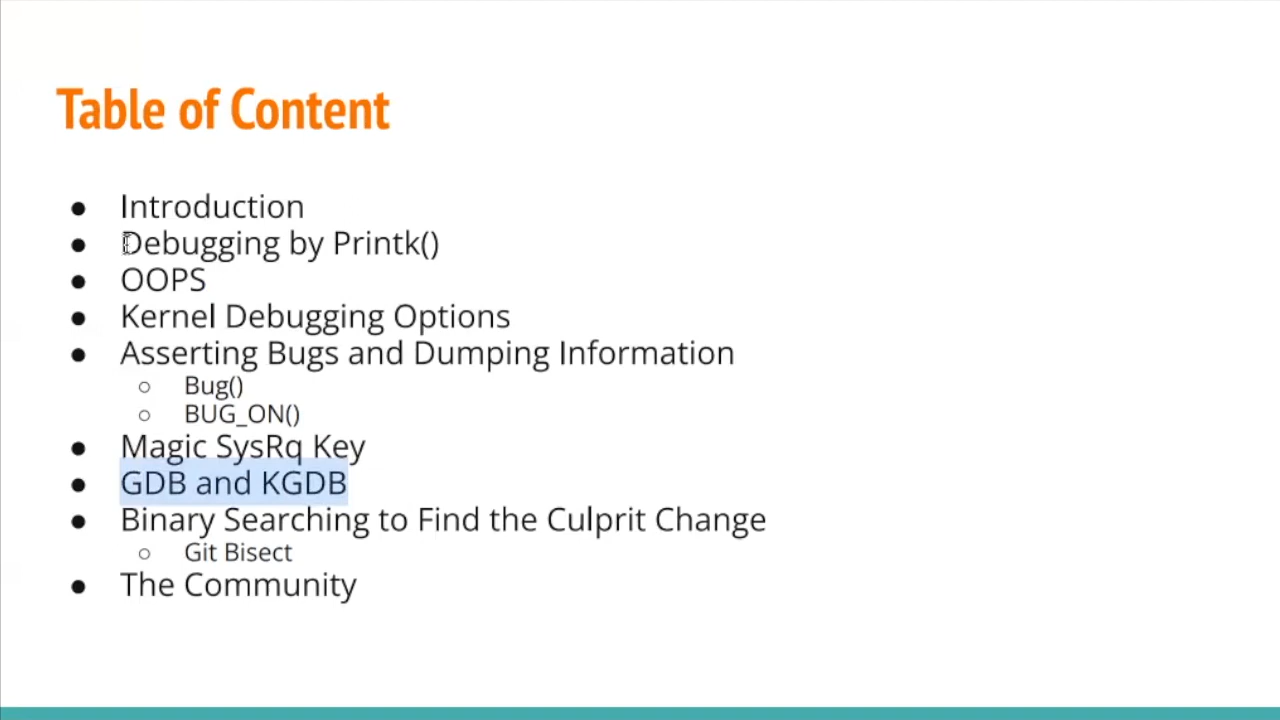 Table of Content
Introduction
Debugging by Printk()
OOPS
Kernel Debugging Options
Asserting Bugs and Dumping Information
Bug()
BUG_ON()
Magic SysRq Key
GDB and KGDB
Binary Searching to Find the Culprit Change
Git Bisect
The Community